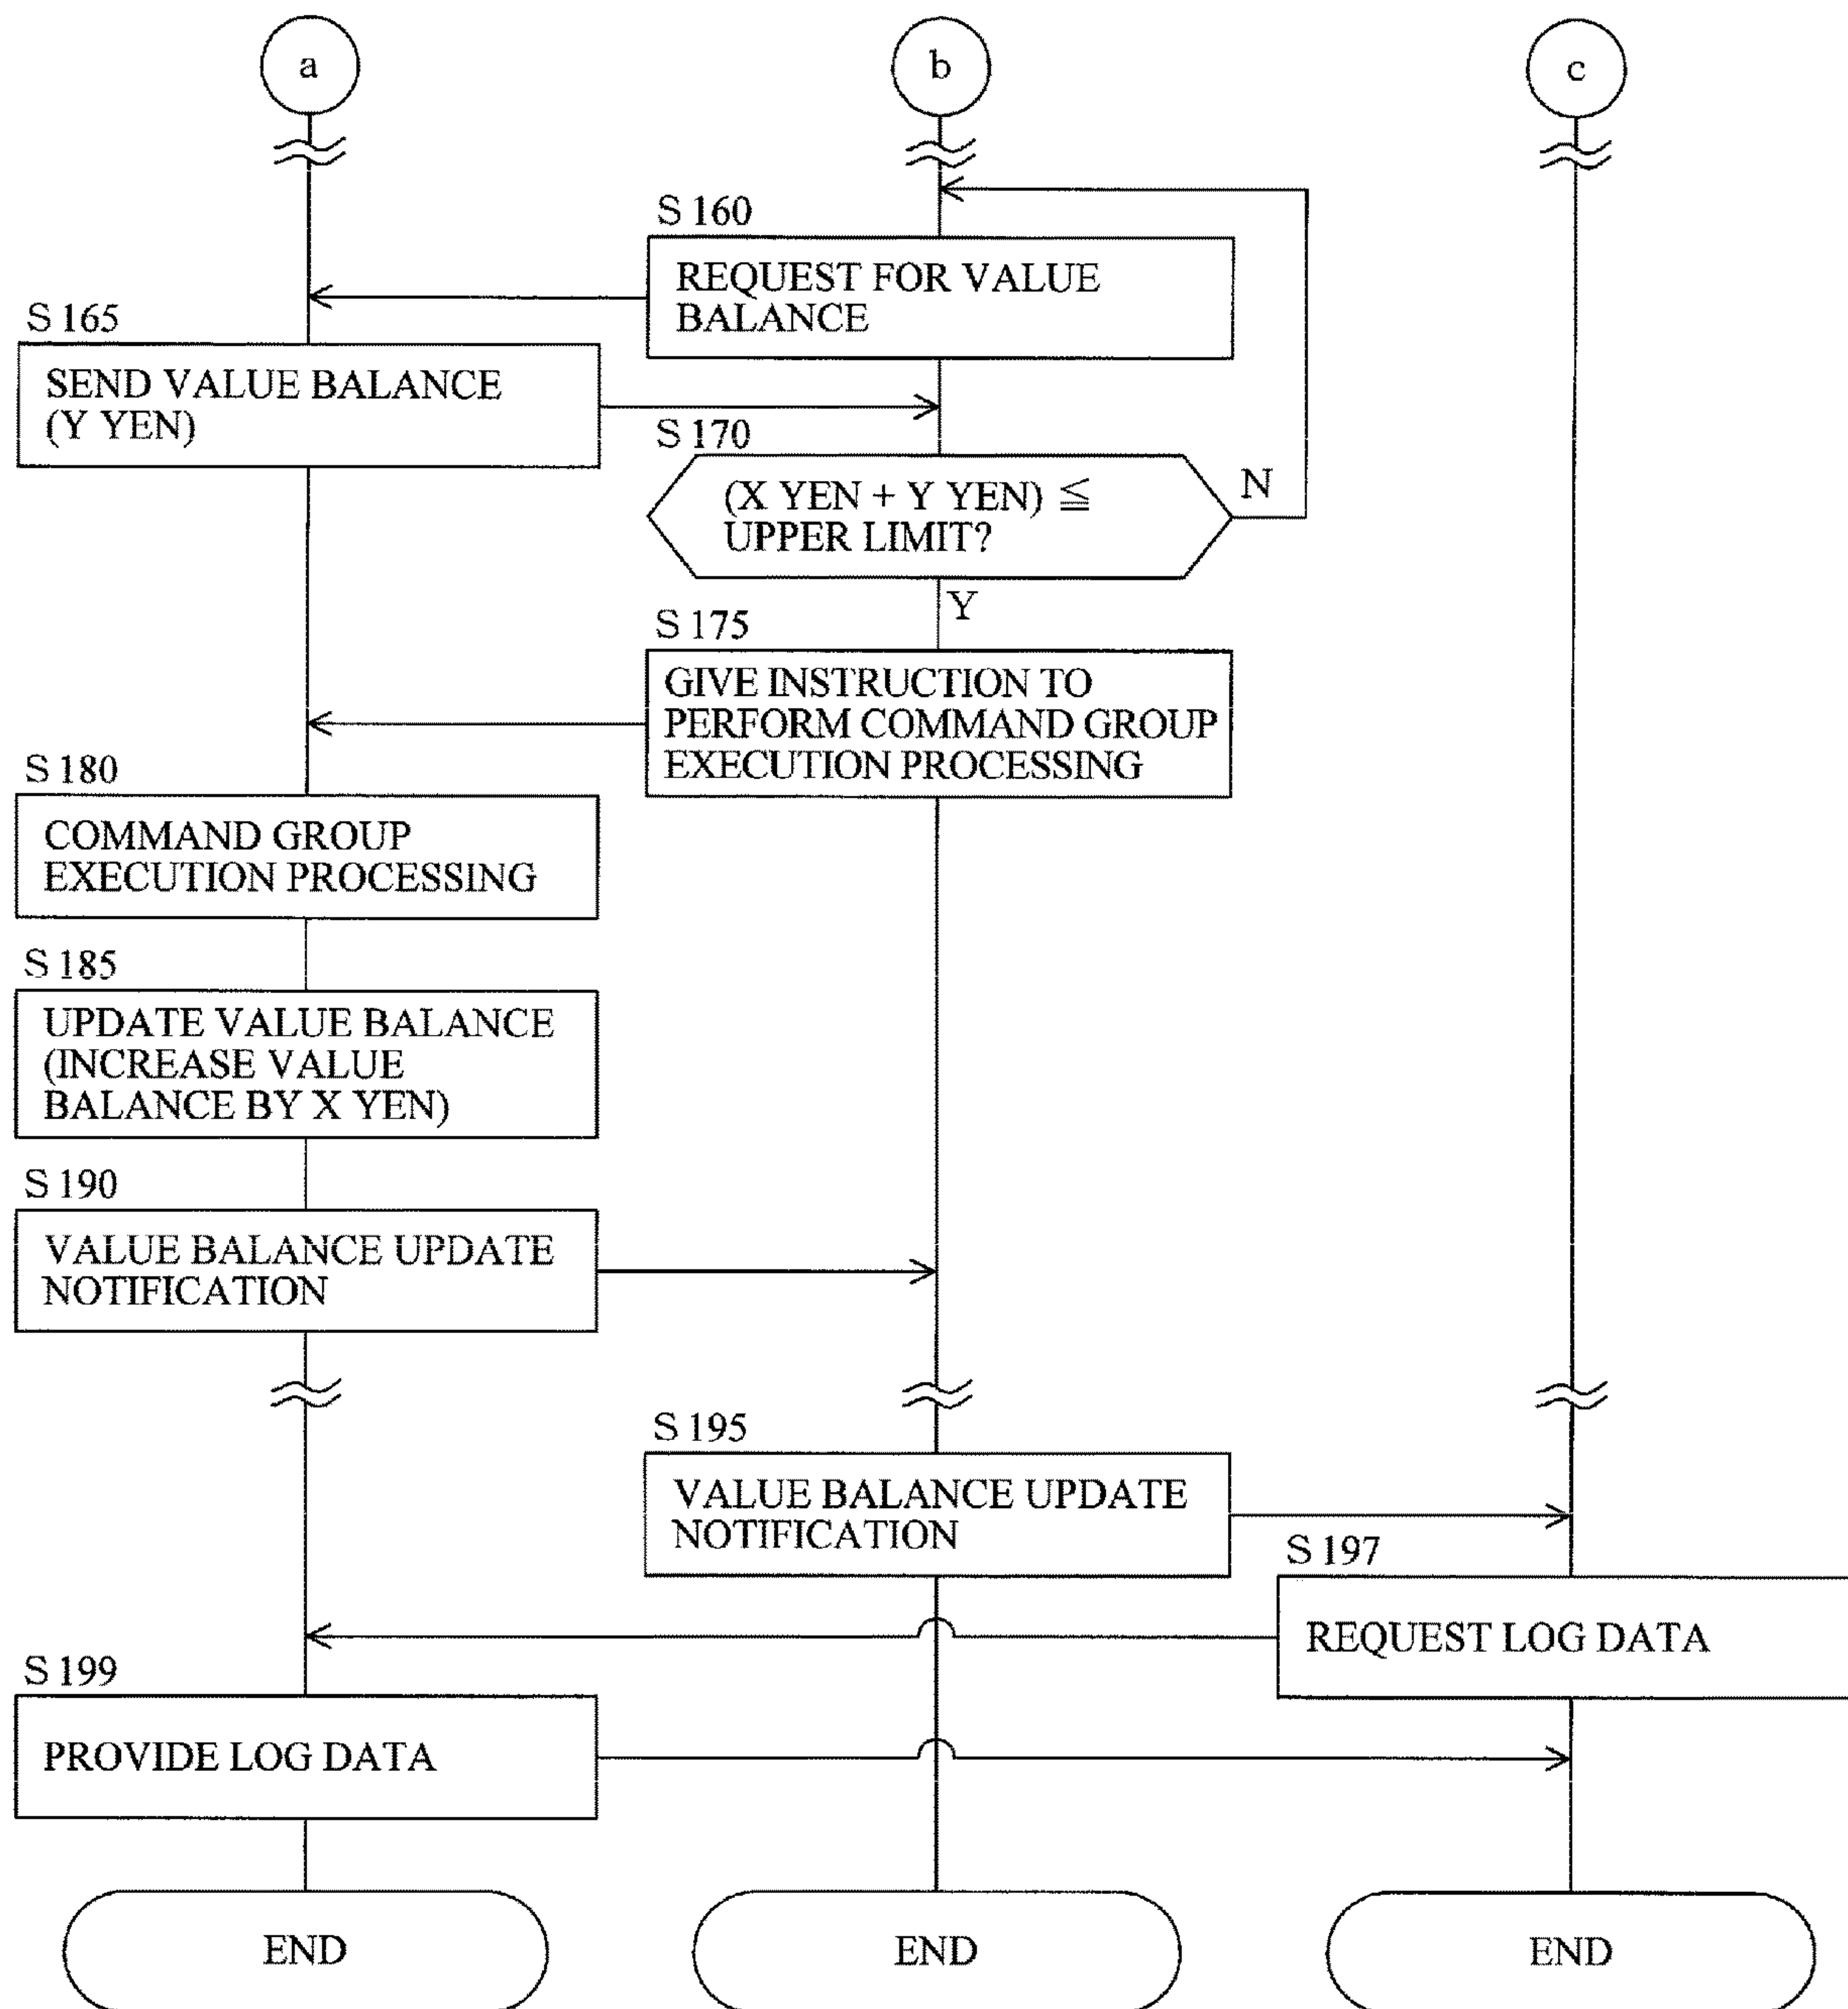 a
b
c
S 160
REQUEST FOR VALUE
BALANCE
S 165
SEND VALUE BALANCE
(Y YEN)
S 170
(X YEN + Y YEN) ≦
UPPER LIMIT?
N
Y
S 175
GIVE INSTRUCTION TO
PERFORM COMMAND GROUP
EXECUTION PROCESSING
S 180
COMMAND GROUP
EXECUTION PROCESSING
S 185
UPDATE VALUE BALANCE
(INCREASE VALUE
BALANCE BY X YEN)
S 190
VALUE BALANCE UPDATE
NOTIFICATION
S 195
VALUE BALANCE UPDATE
NOTIFICATION
S 197
REQUEST LOG DATA
S 199
PROVIDE LOG DATA
END
END
END